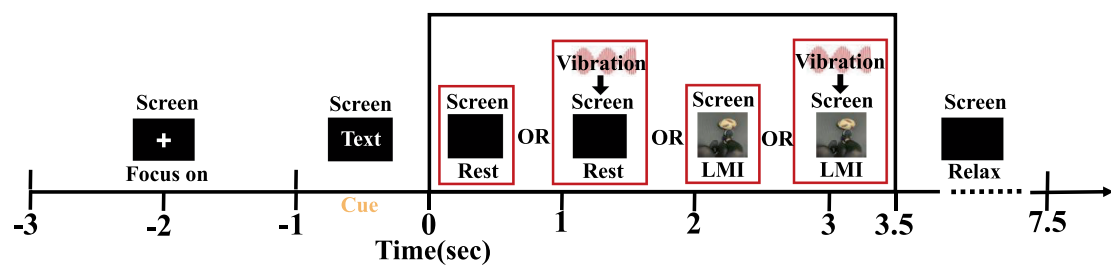 Vibration
Vibration
Screen
Screen
Screen
Screen
Screen
Screen
Screen
+
Text
OR
OR
OR
Focus on
Rest
Rest
LMI
LMI
Relax
Cue
-3
-2
-1
0
1
2
3
3.5
7.5
Time(sec)